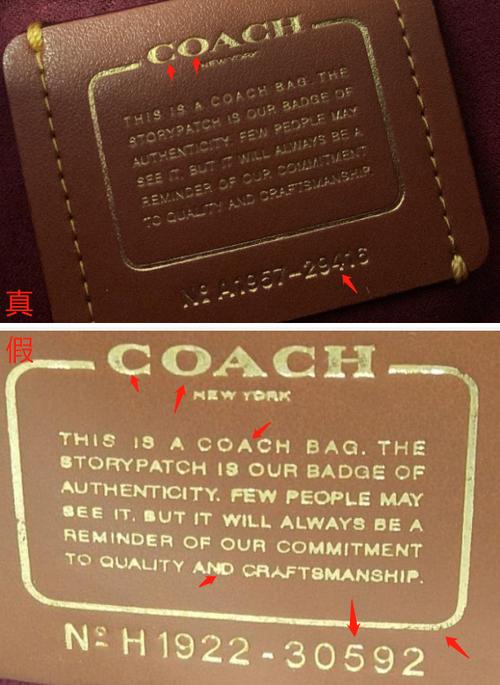 COACH
NEW YORK
THIS IS A COACH BAG. THE
STORYPATCH IS OUR BADGE OF
AUTHENTICITY. FEW PEOPLE MAY
SEE IT. BUT IT WILL ALWAYS BE A
REMINDER OF OUR COMMITMENT
TO QUALITY AND CRAFTSMANSHIP.
Nº A1957-29416
真
假
COACH
NEW YORK
THIS IS A COACH BAG. THE
STORYPATCH IS OUR BADGE OF
AUTHENTICITY. FEW PEOPLE MAY
SEE IT. BUT IT WILL ALWAYS BE A
REMINDER OF OUR COMMITMENT
TO QUALITY AND CRAFTSMANSHIP.
Nº H1922-30592